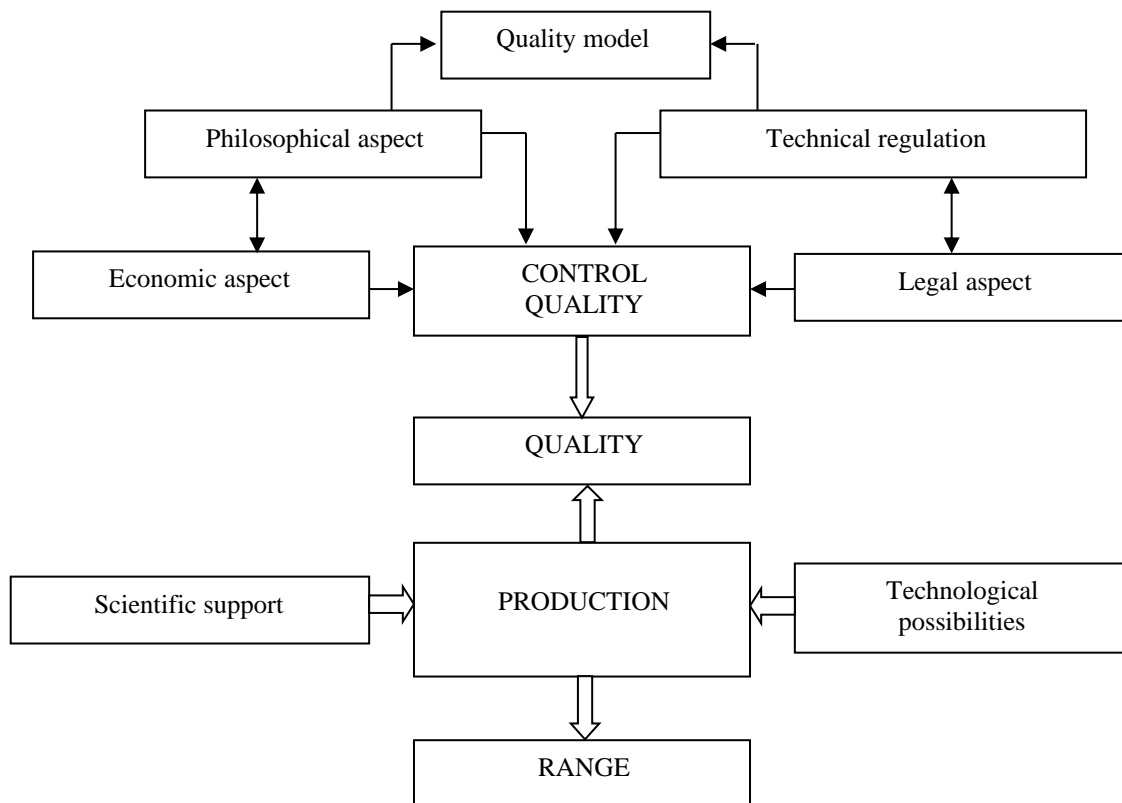 Quality model
Philosophical aspect
Technical regulation
Economic aspect
CONTROL
QUALITY
Legal aspect
QUALITY
Scientific support
PRODUCTION
Technological
possibilities
RANGE